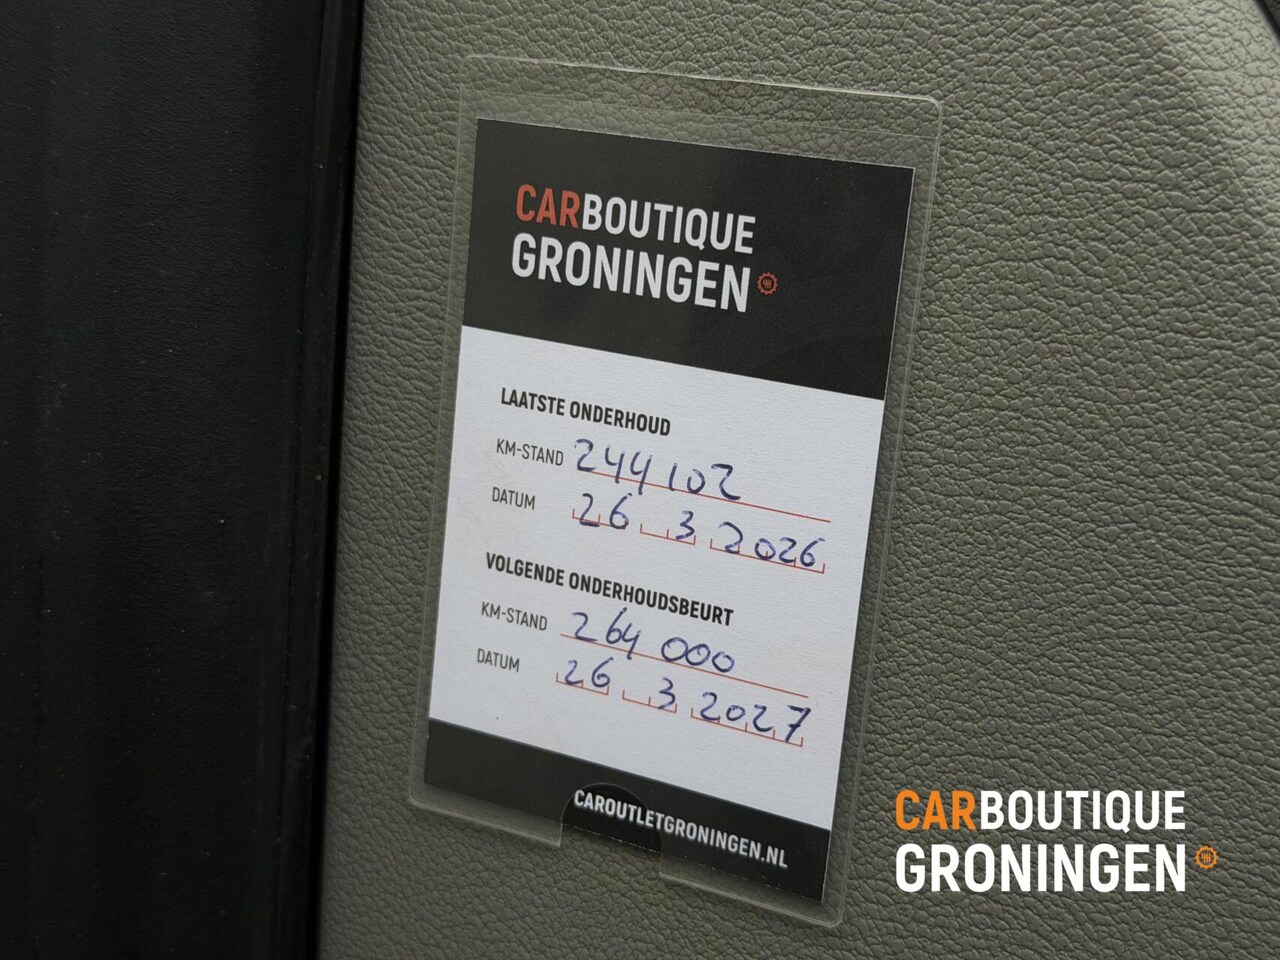 CARBOUTIQUE
GRONINGEN
LAATSTE ONDERHOUD
KM-STAND 244102
DATUM 26 3 2026
VOLGENDE ONDERHOUDSBEURT
KM-STAND 264 000
DATUM 26 3 2027
CAROUTLETGRONINGEN.NL
CARBOUTIQUE
GRONINGEN